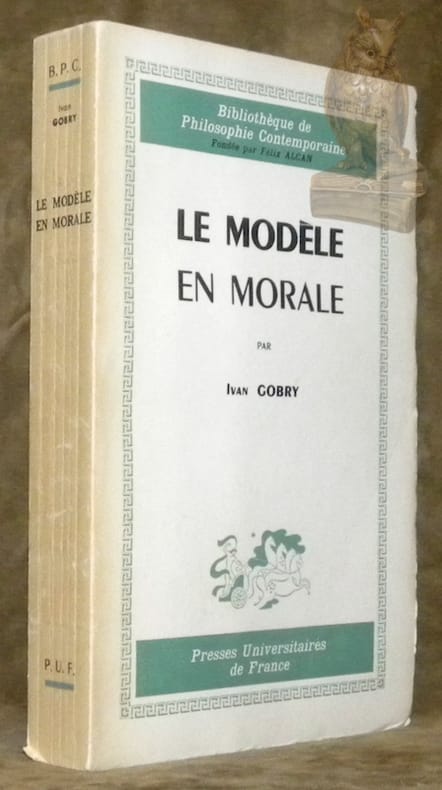 B. P. C.
Ivan
GOBRY
LE MODÈLE
EN MORALE
P. U. F.
Bibliothèque de
Philosophie Contemporaine
Fondée par Félix ALCAN
LE MODÈLE
EN MORALE
PAR
IVAN GOBRY
Presses Universitaires
de France